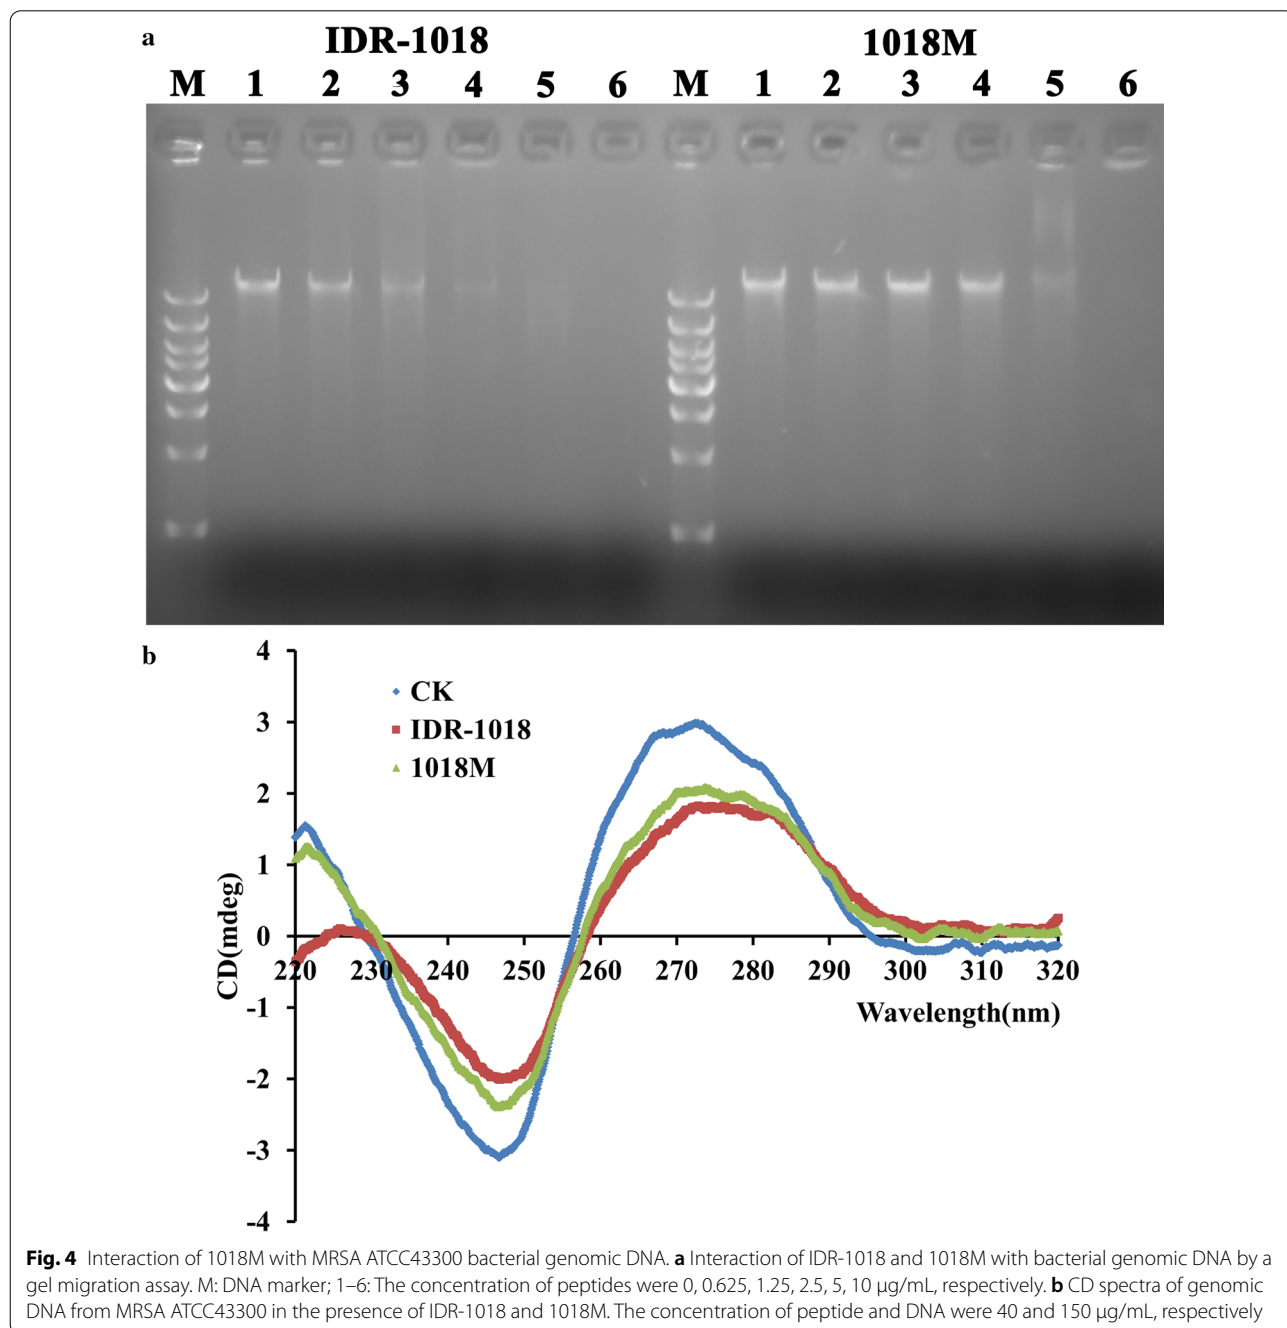 a
IDR-1018 1018M
M 1 2 3 4 5 6 M 1 2 3 4 5 6
b
4
3
2
1
0
-1
-2
-3
-4
CD(mdeg)
CK
IDR-1018
1018M
220 230 240 250 260 270 280 290 300 310 320
Wavelength(nm)
Fig. 4 Interaction of 1018M with MRSA ATCC43300 bacterial genomic DNA. a Interaction of IDR-1018 and 1018M with bacterial genomic DNA by a
gel migration assay. M: DNA marker; 1–6: The concentration of peptides were 0, 0.625, 1.25, 2.5, 5, 10 µg/mL, respectively. b CD spectra of genomic
DNA from MRSA ATCC43300 in the presence of IDR-1018 and 1018M. The concentration of peptide and DNA were 40 and 150 µg/mL, respectively